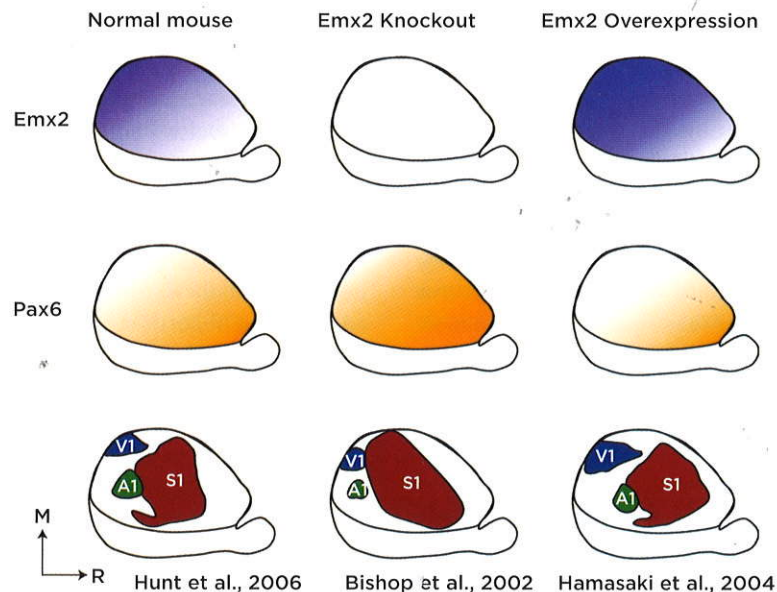 Normal mouse Emx2 Knockout Emx2 Overexpression
Emx2
Pax6
V1 A1 S1
V1 A1 S1
V1 A1 S1
M
R
Hunt et al., 2006 Bishop et al., 2002 Hamasaki et al., 2004